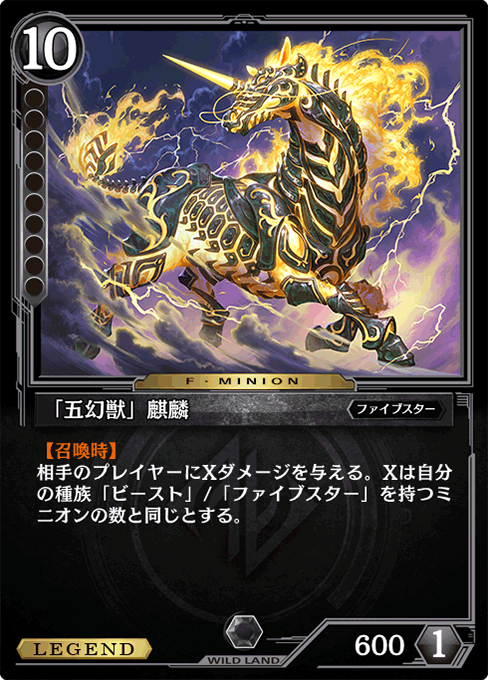 10
F・MINION
「五幻獣」麒麟
ファイブスター
【召喚時】
相手のプレイヤーにXダメージを与える。Xは自分
の種族「ビースト」/「ファイブスター」を持つミ
ニオンの数と同じとする。
LEGEND
WILD LAND
600
1